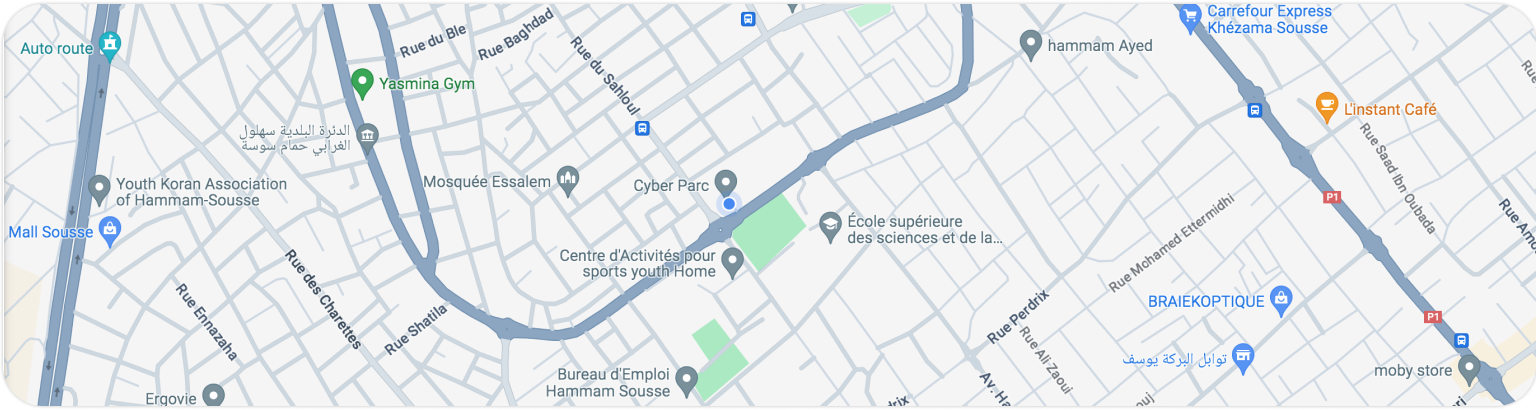 Carrefour Express
Khézama Sousse
Rue du Ble
Rue Baghdad
Auto route
Rue du Sahloul
hammam Ayed
Yasmina Gym
L'instant Café
الدئرة البلدية سهلول
الغرابي حمام سوسة
Rue Saad Ibn Oubada
Youth Koran Association
of Hammam-Sousse
Mosquée Essalem
Cyber Parc
P1
Mall Sousse
École supérieure
des sciences et de la...
Rue Mohamed Ettermidhi
Centre d'Activités pour
sports youth Home
Rue des Charettes
Rue Ennazaha
Rue Shatila
Rue Perdrix
BRAIEKOPTIQUE
P1
Rue Ali Zaoui
توابل البركة يوسف
Bureau d'Emploi
Hammam Sousse
moby store
Ergovie